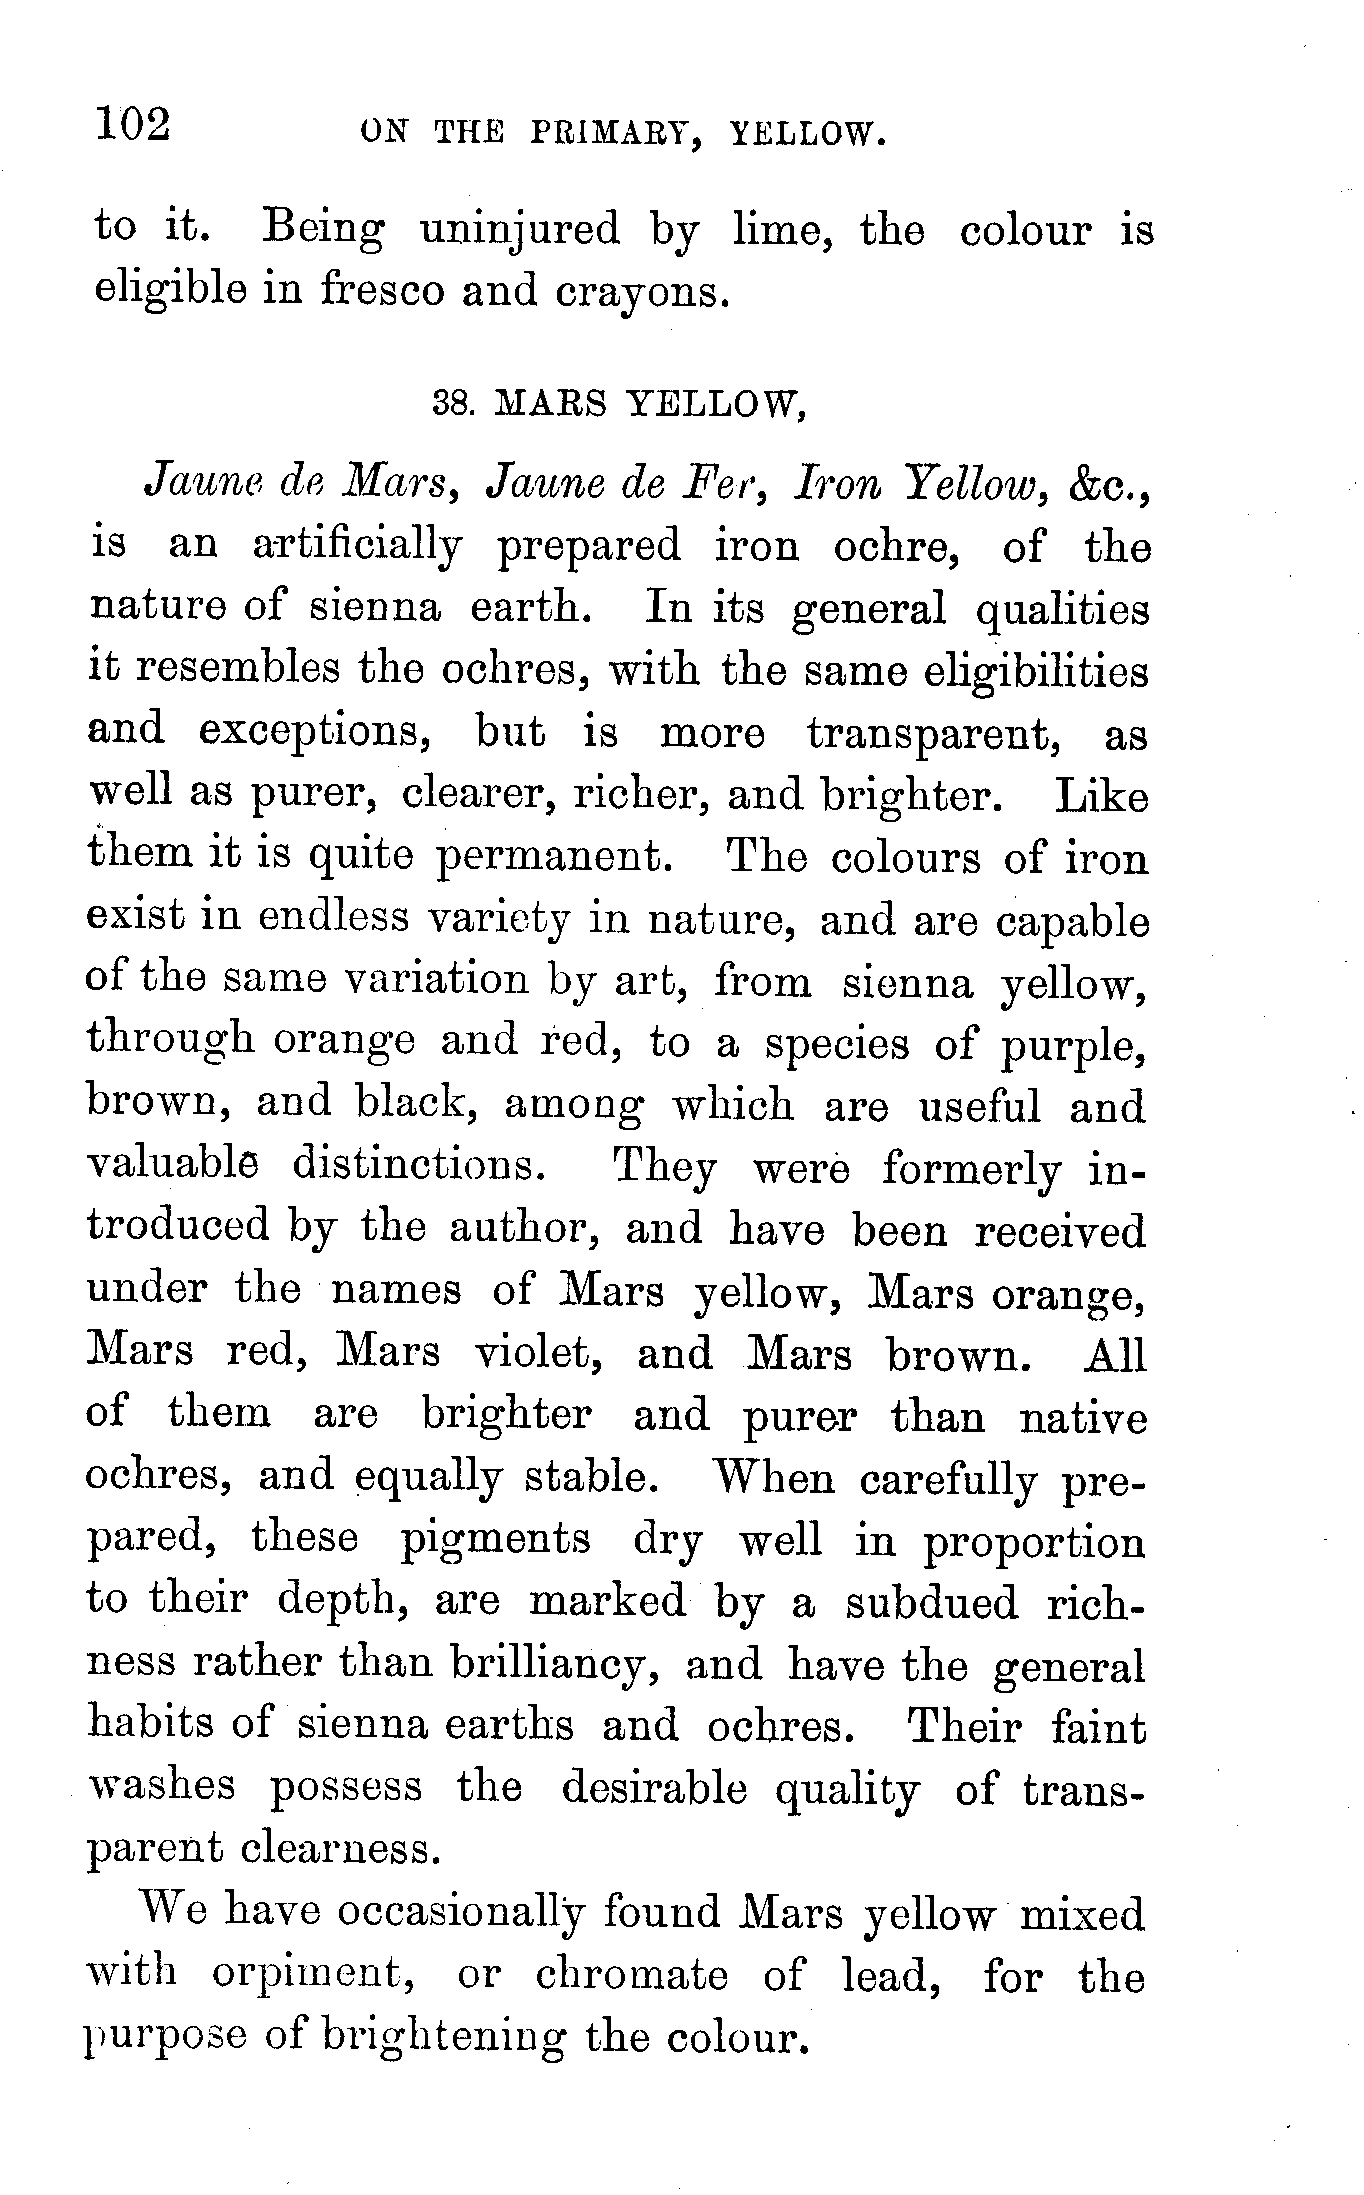 102 ON THE PRIMARY, YELLOW.
to it. Being uninjured by lime, the colour is
eligible in fresco and crayons.
38. MARS YELLOW,
Jaune de Mars, Jaune de Fer, Iron Yellow, &c.,
is an artificially prepared iron ochre, of the
nature of sienna earth. In its general qualities
it resembles the ochres, with the same eligibilities
and exceptions, but is more transparent, as
well as purer, clearer, richer, and brighter. Like
them it is quite permanent. The colours of iron
exist in endless variety in nature, and are capable
of the same variation by art, from sienna yellow,
through orange and red, to a species of purple,
brown, and black, among which are useful and
valuable distinctions. They were formerly in-
troduced by the author, and have been received
under the names of Mars yellow, Mars orange,
Mars red, Mars violet, and Mars brown. All
of them are brighter and purer than native
ochres, and equally stable. When carefully pre-
pared, these pigments dry well in proportion
to their depth, are marked by a subdued rich-
ness rather than brilliancy, and have the general
habits of sienna earths and ochres. Their faint
washes possess the desirable quality of trans-
parent clearness.
We have occasionally found Mars yellow mixed
with orpiment, or chromate of lead, for the
purpose of brightening the colour.